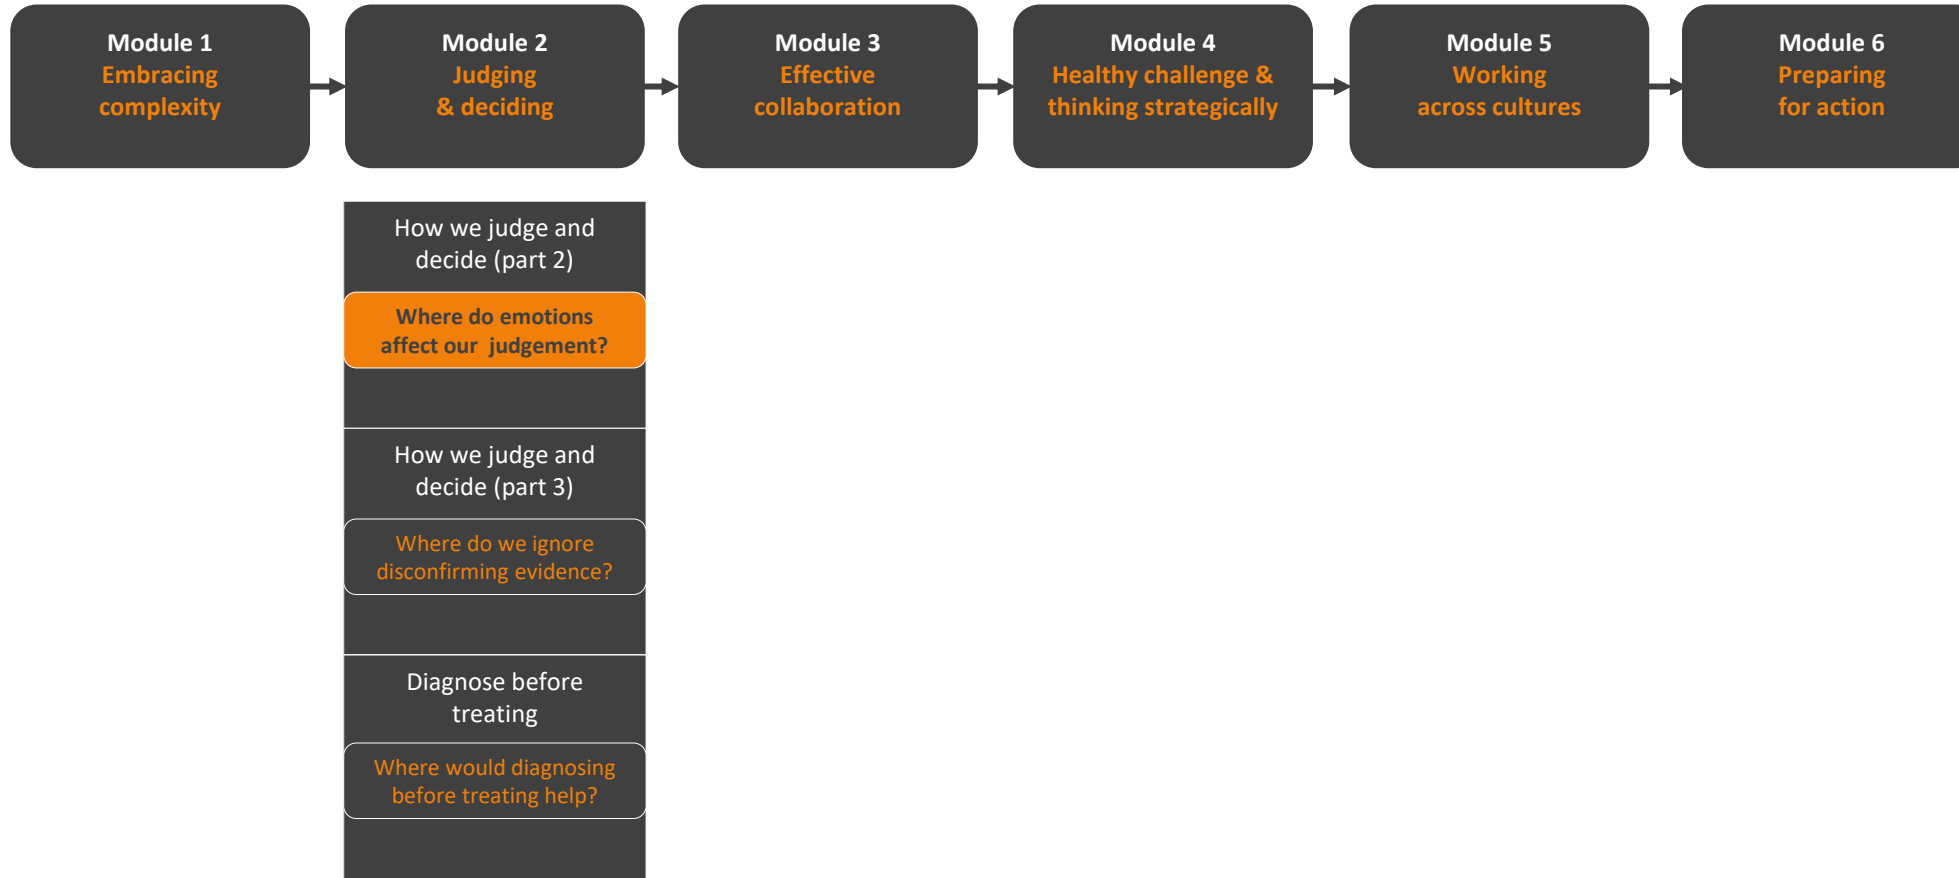 Module 1
Embracing
complexity
Module 2
Judging
& deciding
Module 3
Effective
collaboration
Module 4
Healthy challenge &
thinking strategically
Module 5
Working
across cultures
Module 6
Preparing
for action
How we judge and
decide (part 2)
Where do emotions
affect our  judgement?
How we judge and
decide (part 3)
Where do we ignore
disconfirming evidence?
Diagnose before
treating
Where would diagnosing
before treating help?